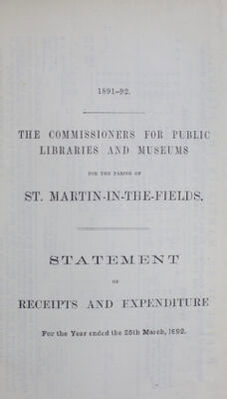 1891–92.
THE COMMISSIONERS FOR PUBLIC
LIBRARIES AND MUSEUMS
FOR THE PARISH OF
ST. MARTIN-IN-THE-FIELDS.
STATEMENT
OF
RECEIPTS AND EXPENDITURE
For the Year ended the 25th March, 1892.